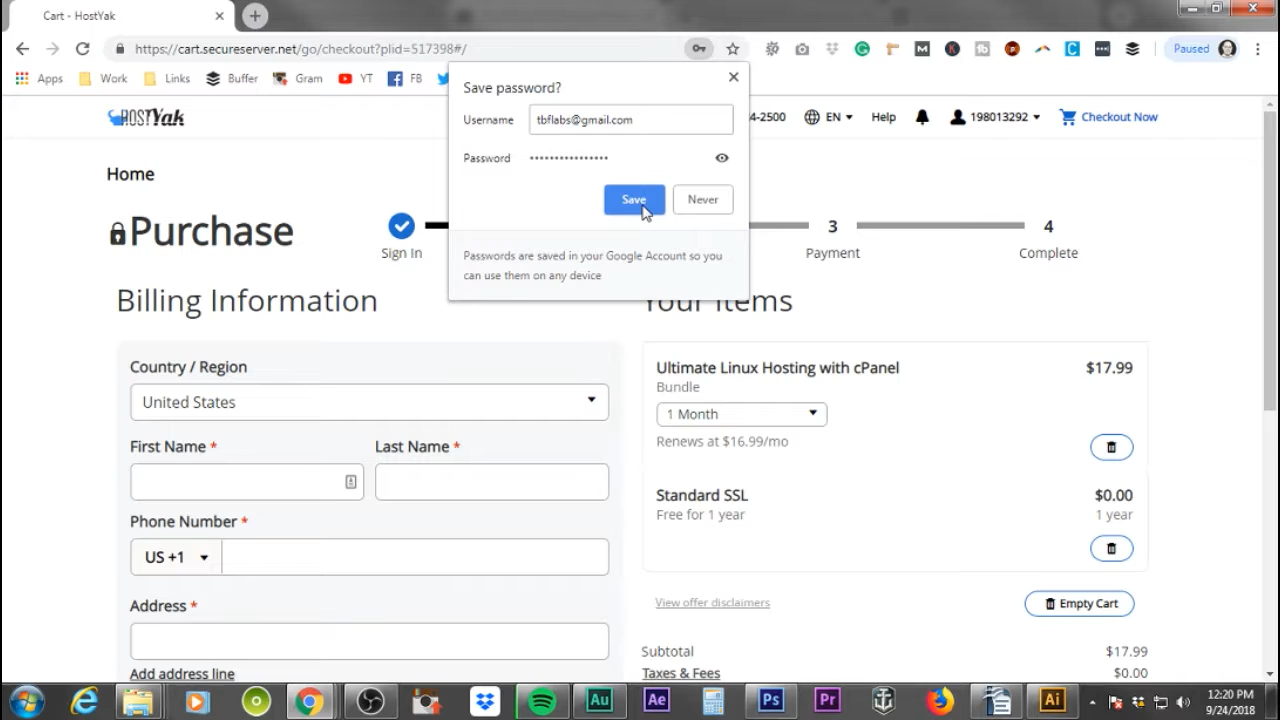 Cart - HostYak
https://cart.secureserver.net/go/checkout?plid=517398#/
Paused
Apps Work Links Buffer Gram YT FB
Save password?
Username tbflabs@gmail.com
Password ••••••••••••••••
Save Never
Passwords are saved in your Google Account so you
can use them on any device
HOSTYak
4-2500 EN Help 198013292 Checkout Now
Home
Purchase
Sign In
3
Payment
4
Complete
Billing Information
Country / Region
United States
First Name * Last Name *
Phone Number *
US +1
Address *
Add address line
Your Items
Ultimate Linux Hosting with cPanel $17.99
Bundle
1 Month
Renews at $16.99/mo
Standard SSL $0.00
Free for 1 year 1 year
View offer disclaimers Empty Cart
Subtotal $17.99
Taxes & Fees $0.00
Au Ae Ps Pr Ai
12:20 PM
9/24/2018